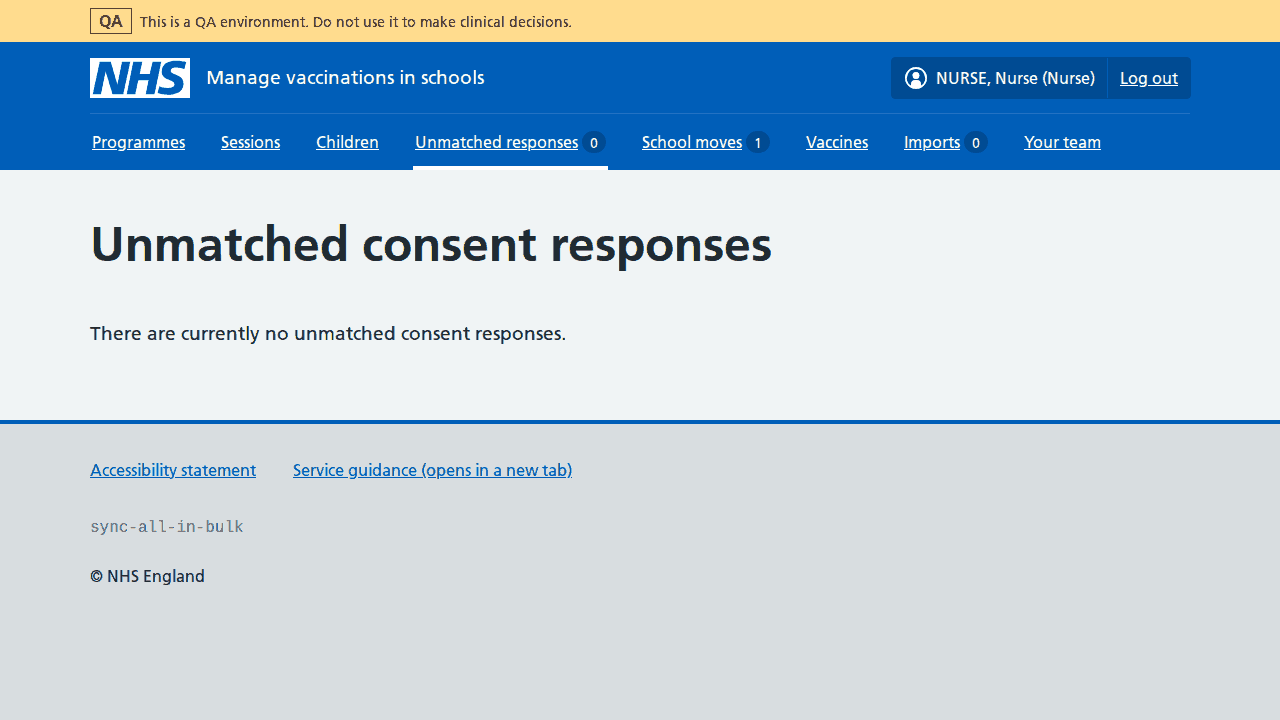 QA This is a QA environment. Do not use it to make clinical decisions.
NHS Manage vaccinations in schools NURSE, Nurse (Nurse) Log out
Programmes Sessions Children Unmatched responses 0 School moves 1 Vaccines Imports 0 Your team
Unmatched consent responses
There are currently no unmatched consent responses.
Accessibility statement Service guidance (opens in a new tab)
sync-all-in-bulk
© NHS England